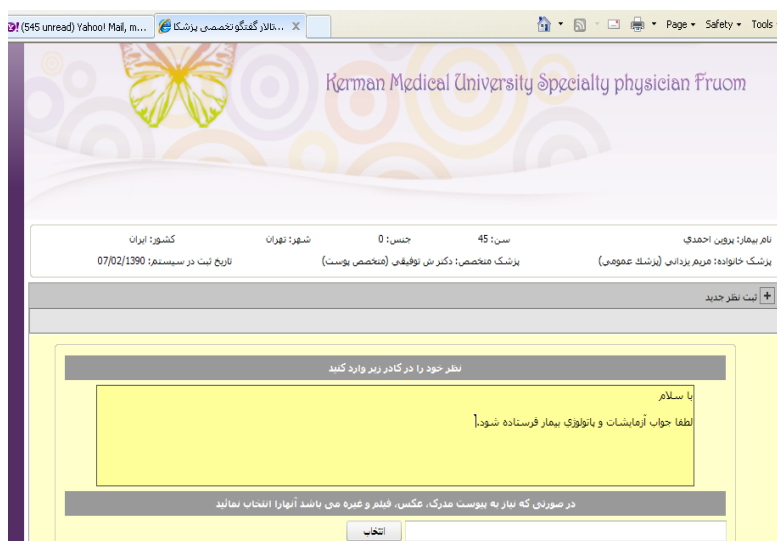 (545 unread) Yahoo! Mail, m...
تالار گفتگو تخصصی پزشکا...
Page Safety Tools
Kerman Medical University Specialty physician Fruom
نام بیمار: پروین احمدي سن: 45 جنس: 0 شهر: تهران کشور: ایران
پزشک خانواده: مریم یزدانی (پزشك عمومی) پزشک متخصص: دکتر ش توفیقي (متخصص پوست) تاریخ ثبت در سیستم: 07/02/1390
ثبت نظر جدید
نظر خود را در کادر زیر وارد کنید
با سلام
لطفا جواب آزمایشات و پاتولوژي بیمار فرستاده شود.
در صورتی که نیاز به پیوست مدرک، عکس، فیلم و غیره می باشد آنهارا انتخاب نمائید
انتخاب